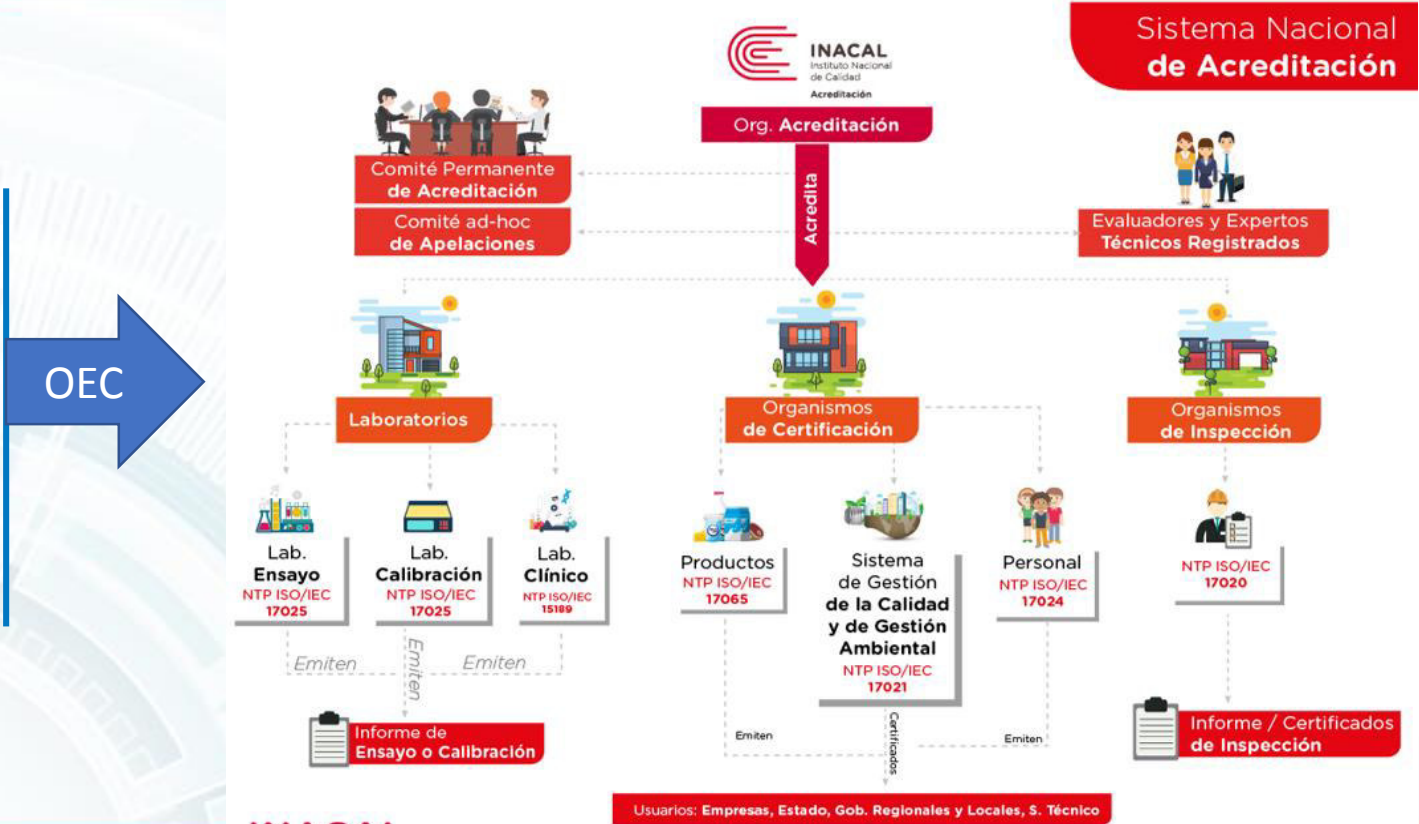 Sistema Nacional
de Acreditación
INACAL
Instituto Nacional
de Calidad
Acreditación
Org. Acreditación
Acredita
Comité Permanente
de Acreditación
Comité ad-hoc
de Apelaciones
Evaluadores y Expertos
Técnicos Registrados
OEC
Laboratorios
Organismos
de Certificación
Organismos
de Inspección
Lab.
Ensayo
NTP ISO/IEC
17025
Lab.
Calibración
NTP ISO/IEC
17025
Lab.
Clínico
NTP ISO/IEC
15189
Productos
NTP ISO/IEC
17065
Sistema
de Gestión
de la Calidad
y de Gestión
Ambiental
NTP ISO/IEC
17021
Personal
NTP ISO/IEC
17024
NTP ISO/IEC
17020
Emiten
Emiten
Emiten
Informe de
Ensayo o Calibración
Emiten
Certificados
Emiten
Informe / Certificados
de Inspección
Usuarios: Empresas, Estado, Gob. Regionales y Locales, S. Técnico